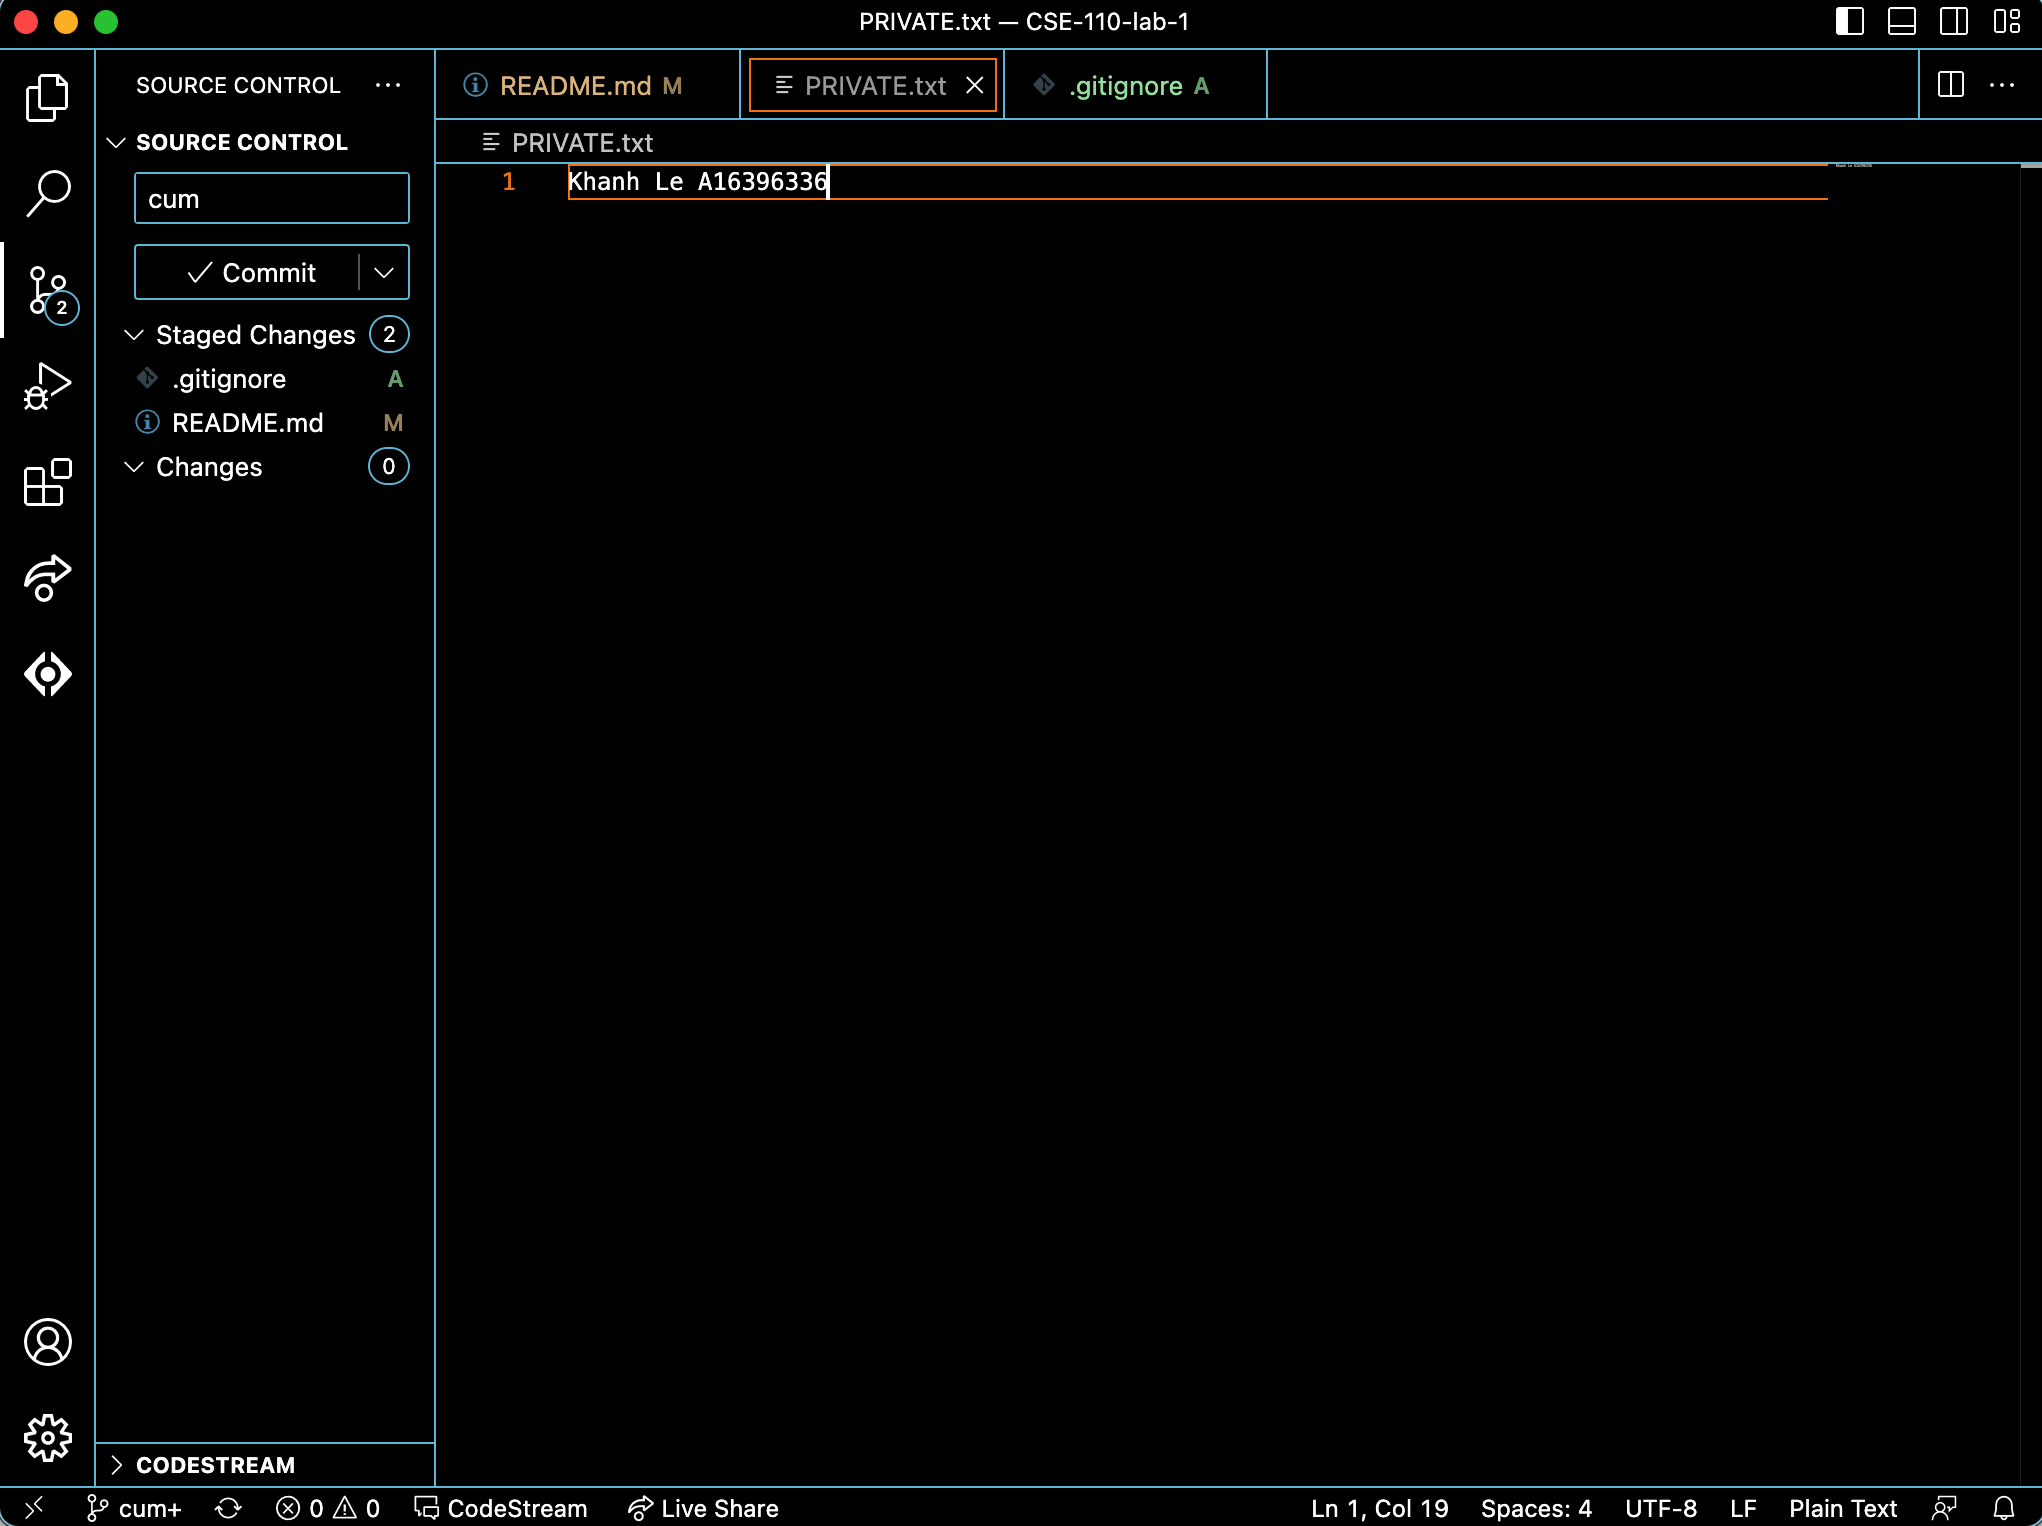 PRIVATE.txt — CSE-110-lab-1
SOURCE CONTROL ···
README.md M
PRIVATE.txt
.gitignore A
SOURCE CONTROL
PRIVATE.txt
1 Khanh Le A16396336
cum
Commit
2
Staged Changes 2
.gitignore A
README.md M
Changes 0
CODESTREAM
cum+ 0 0 CodeStream Live Share Ln 1, Col 19 Spaces: 4 UTF-8 LF Plain Text